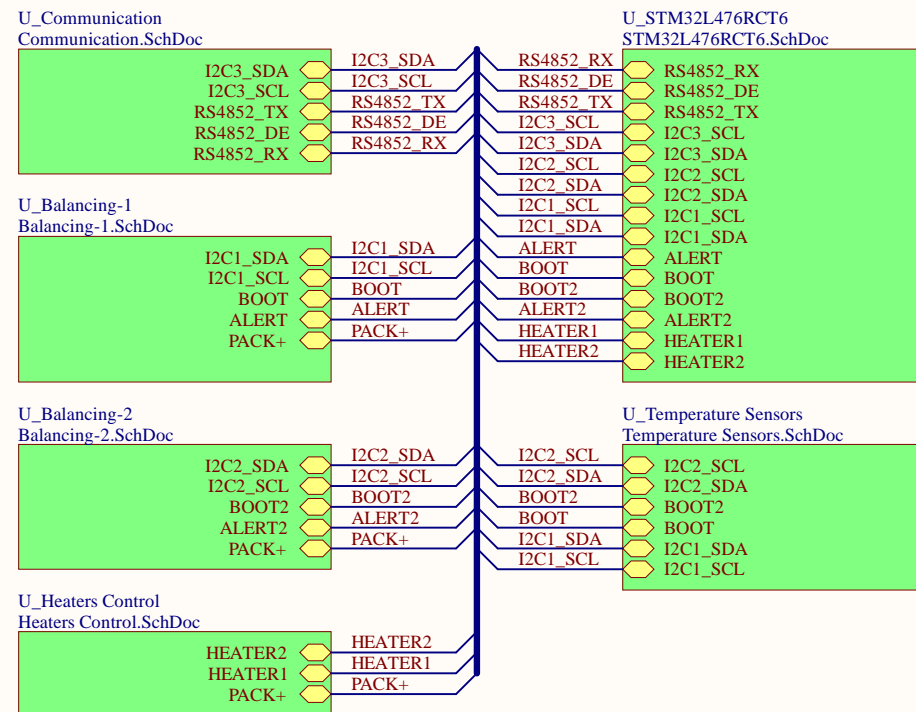 U_Communication
Communication.SchDoc
I2C3_SDA I2C3_SDA
I2C3_SCL I2C3_SCL
RS4852_TX RS4852_TX
RS4852_DE RS4852_DE
RS4852_RX RS4852_RX
U_Balancing-1
Balancing-1.SchDoc
I2C1_SDA I2C1_SDA
I2C1_SCL I2C1_SCL
BOOT BOOT
ALERT ALERT
PACK+ PACK+
U_Balancing-2
Balancing-2.SchDoc
I2C2_SDA I2C2_SDA
I2C2_SCL I2C2_SCL
BOOT2 BOOT2
ALERT2 ALERT2
PACK+ PACK+
U_Heaters Control
Heaters Control.SchDoc
HEATER2 HEATER2
HEATER1 HEATER1
PACK+ PACK+
U_STM32L476RCT6
STM32L476RCT6.SchDoc
RS4852_RX RS4852_RX
RS4852_DE RS4852_DE
RS4852_TX RS4852_TX
I2C3_SCL I2C3_SCL
I2C3_SDA I2C3_SDA
I2C2_SCL I2C2_SCL
I2C2_SDA I2C2_SDA
I2C1_SCL I2C1_SCL
I2C1_SDA I2C1_SDA
ALERT ALERT
BOOT BOOT
BOOT2 BOOT2
ALERT2 ALERT2
HEATER1 HEATER1
HEATER2 HEATER2
U_Temperature Sensors
Temperature Sensors.SchDoc
I2C2_SCL I2C2_SCL
I2C2_SDA I2C2_SDA
BOOT2 BOOT2
BOOT BOOT
I2C1_SDA I2C1_SDA
I2C1_SCL I2C1_SCL